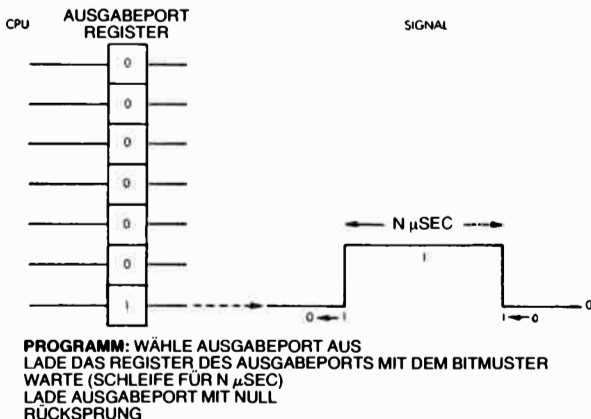 CPU
AUSGABEPORT
REGISTER
SIGNAL
0
0
0
0
0
0
1
N µSEC
1
0
0 1
1 0
PROGRAMM: WÄHLE AUSGABEPORT AUS
LADE DAS REGISTER DES AUSGABEPORTS MIT DEM BITMUSTER
WARTE (SCHLEIFE FÜR N µSEC)
LADE AUSGABEPORT MIT NULL
RÜCKSPRUNG